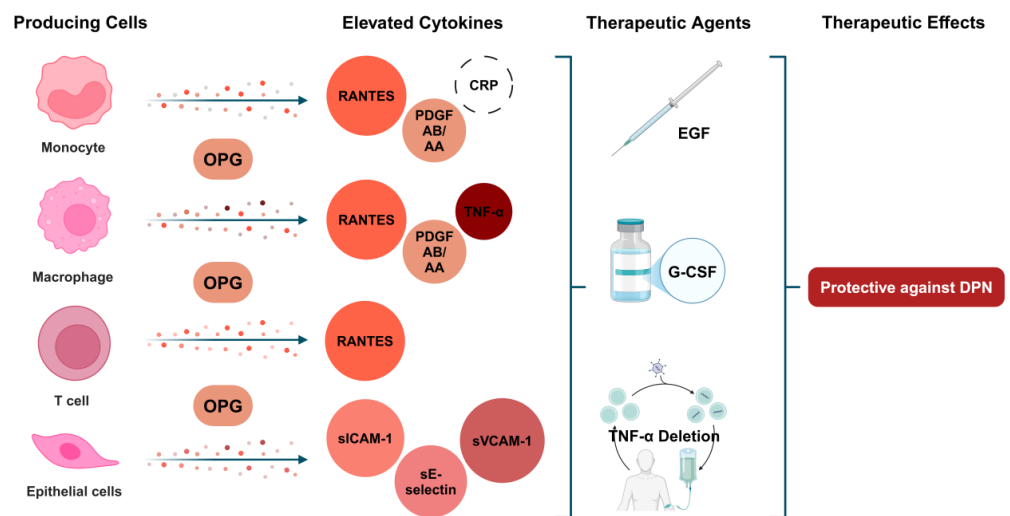 Producing Cells
Elevated Cytokines
Therapeutic Agents
Therapeutic Effects
Monocyte
RANTES
CRP
PDGF
AB/
AA
EGF
OPG
Macrophage
RANTES
TNF-α
PDGF
AB/
AA
G-CSF
Protective against DPN
OPG
T cell
RANTES
OPG
TNF-α Deletion
Epithelial cells
sICAM-1
sVCAM-1
sE-
selectin